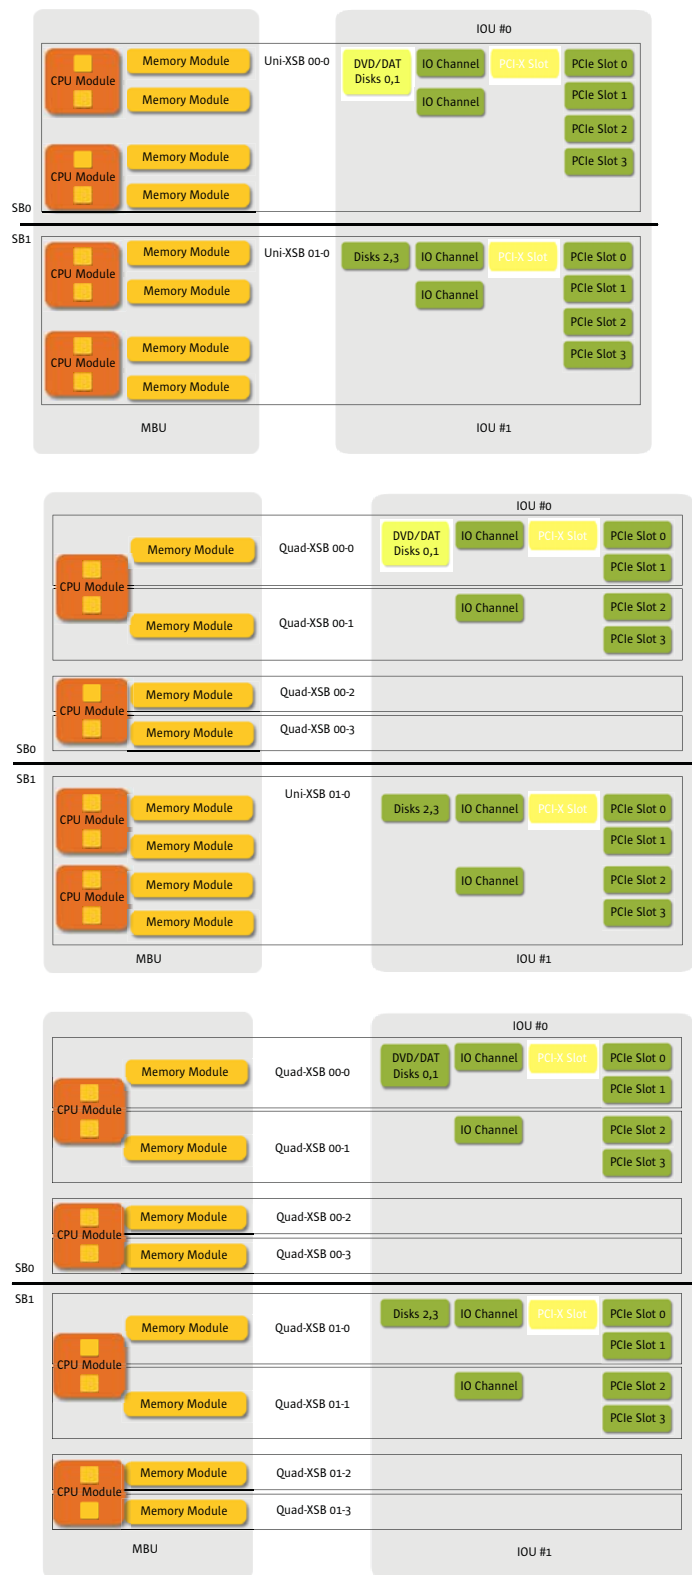 IOU #0
CPU Module
Memory Module
Uni-XSB 00-0
DVD/DAT
Disks 0,1
IO Channel
PCI-X Slot
PCIe Slot 0
Memory Module
IO Channel
PCIe Slot 1
PCIe Slot 2
CPU Module
Memory Module
PCIe Slot 3
Memory Module
SB0
SB1
CPU Module
Memory Module
Uni-XSB 01-0
Disks 2,3
IO Channel
PCI-X Slot
PCIe Slot 0
Memory Module
IO Channel
PCIe Slot 1
PCIe Slot 2
CPU Module
Memory Module
PCIe Slot 3
Memory Module
MBU
IOU #1
IOU #0
CPU Module
Memory Module
Quad-XSB 00-0
DVD/DAT
Disks 0,1
IO Channel
PCI-X Slot
PCIe Slot 0
PCIe Slot 1
Memory Module
Quad-XSB 00-1
IO Channel
PCIe Slot 2
PCIe Slot 3
CPU Module
Memory Module
Quad-XSB 00-2
Memory Module
Quad-XSB 00-3
SB0
SB1
Uni-XSB 01-0
CPU Module
Memory Module
Disks 2,3
IO Channel
PCI-X Slot
PCIe Slot 0
Memory Module
PCIe Slot 1
CPU Module
Memory Module
IO Channel
PCIe Slot 2
Memory Module
PCIe Slot 3
MBU
IOU #1
IOU #0
CPU Module
Memory Module
Quad-XSB 00-0
DVD/DAT
Disks 0,1
IO Channel
PCI-X Slot
PCIe Slot 0
PCIe Slot 1
Memory Module
Quad-XSB 00-1
IO Channel
PCIe Slot 2
PCIe Slot 3
CPU Module
Memory Module
Quad-XSB 00-2
Memory Module
Quad-XSB 00-3
SB0
SB1
CPU Module
Memory Module
Quad-XSB 01-0
Disks 2,3
IO Channel
PCI-X Slot
PCIe Slot 0
PCIe Slot 1
Memory Module
Quad-XSB 01-1
IO Channel
PCIe Slot 2
PCIe Slot 3
CPU Module
Memory Module
Quad-XSB 01-2
Memory Module
Quad-XSB 01-3
MBU
IOU #1